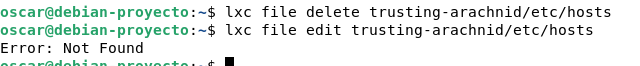 oscar@debian-proyecto:~$ lxc file delete trusting-arachnid/etc/hosts
oscar@debian-proyecto:~$ lxc file edit trusting-arachnid/etc/hosts
Error: Not Found
oscar@debian-proyecto:~$